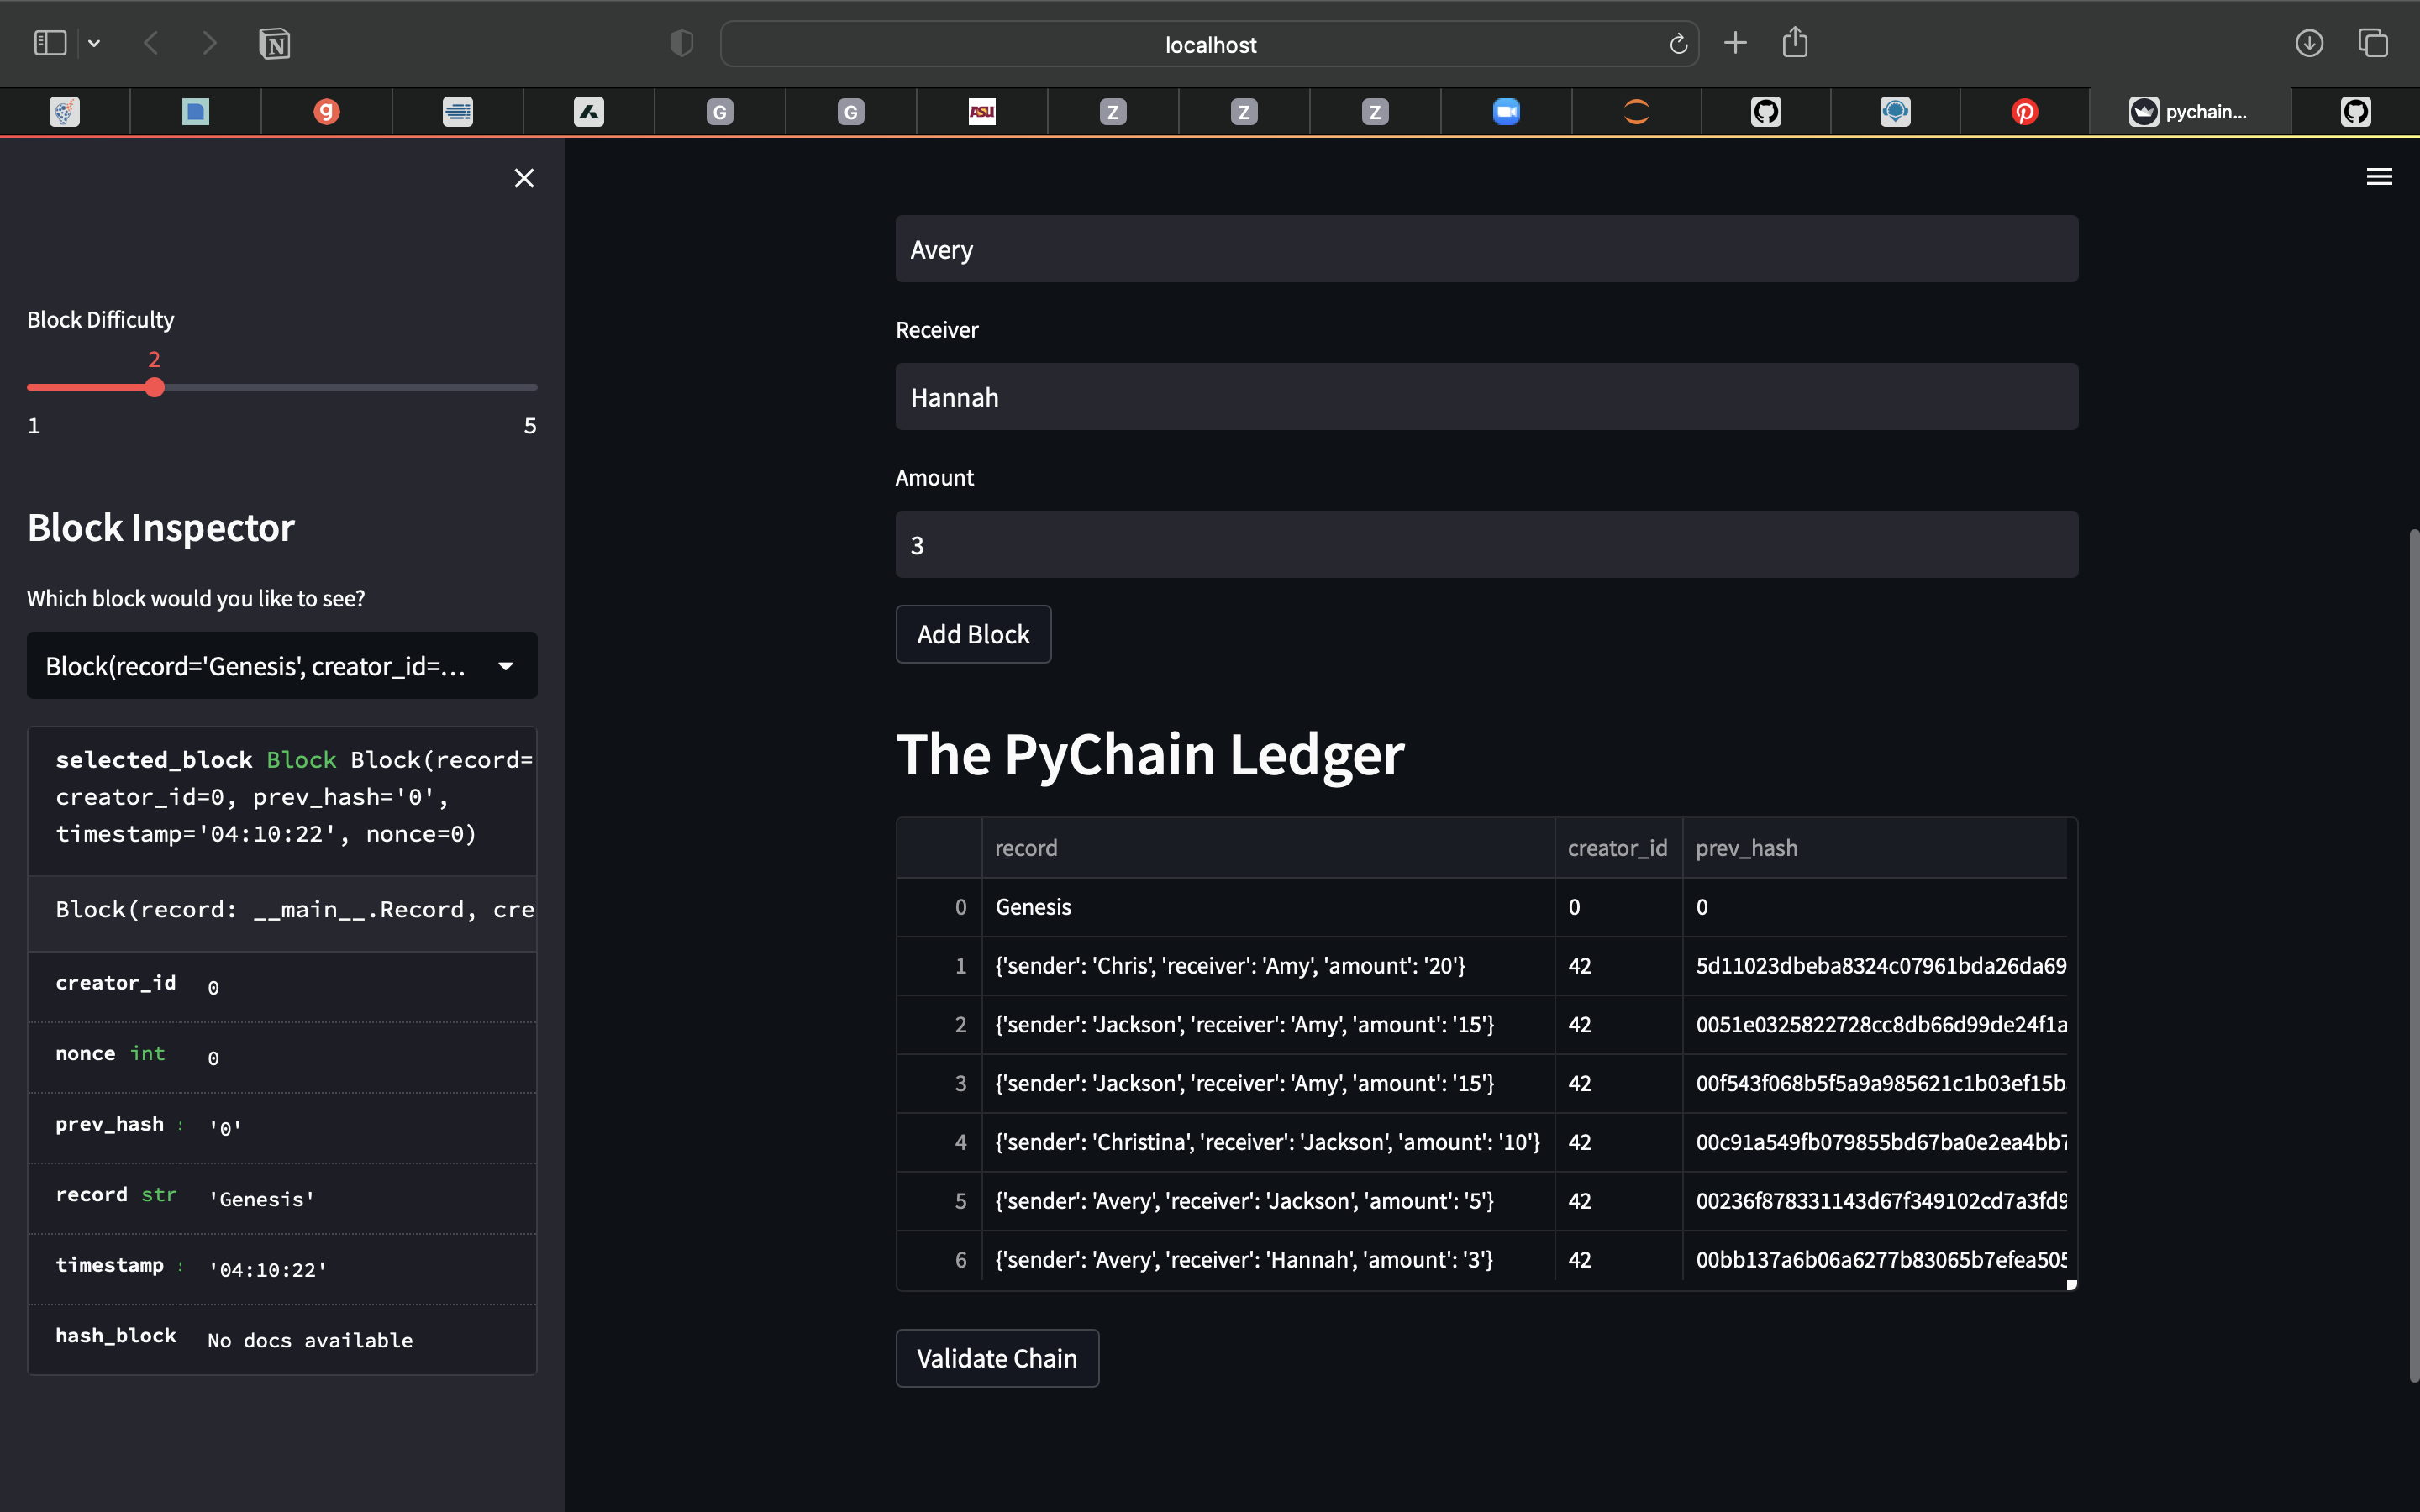 localhost
g
G
G
ASU
Z
Z
Z
pychain...
Block Difficulty
2
1
5
Block Inspector
Which block would you like to see?
Block(record='Genesis', creator_id=...
selected_block Block Block(record=
creator_id=0, prev_hash='0',
timestamp='04:10:22', nonce=0)
Block(record: __main__.Record, cre
creator_id 0
nonce int 0
prev_hash '0'
record str 'Genesis'
timestamp '04:10:22'
hash_block No docs available
Avery
Receiver
Hannah
Amount
3
Add Block
The PyChain Ledger
record creator_id prev_hash
0 Genesis 0 0
1 {'sender': 'Chris', 'receiver': 'Amy', 'amount': '20'} 42 5d11023dbeba8324c07961bda26da69
2 {'sender': 'Jackson', 'receiver': 'Amy', 'amount': '15'} 42 0051e0325822728cc8db66d99de24f1a
3 {'sender': 'Jackson', 'receiver': 'Amy', 'amount': '15'} 42 00f543f068b5f5a9a985621c1b03ef15b
4 {'sender': 'Christina', 'receiver': 'Jackson', 'amount': '10'} 42 00c91a549fb079855bd67ba0e2ea4bb7
5 {'sender': 'Avery', 'receiver': 'Jackson', 'amount': '5'} 42 00236f878331143d67f349102cd7a3fd9
6 {'sender': 'Avery', 'receiver': 'Hannah', 'amount': '3'} 42 00bb137a6b06a6277b83065b7efea505
Validate Chain